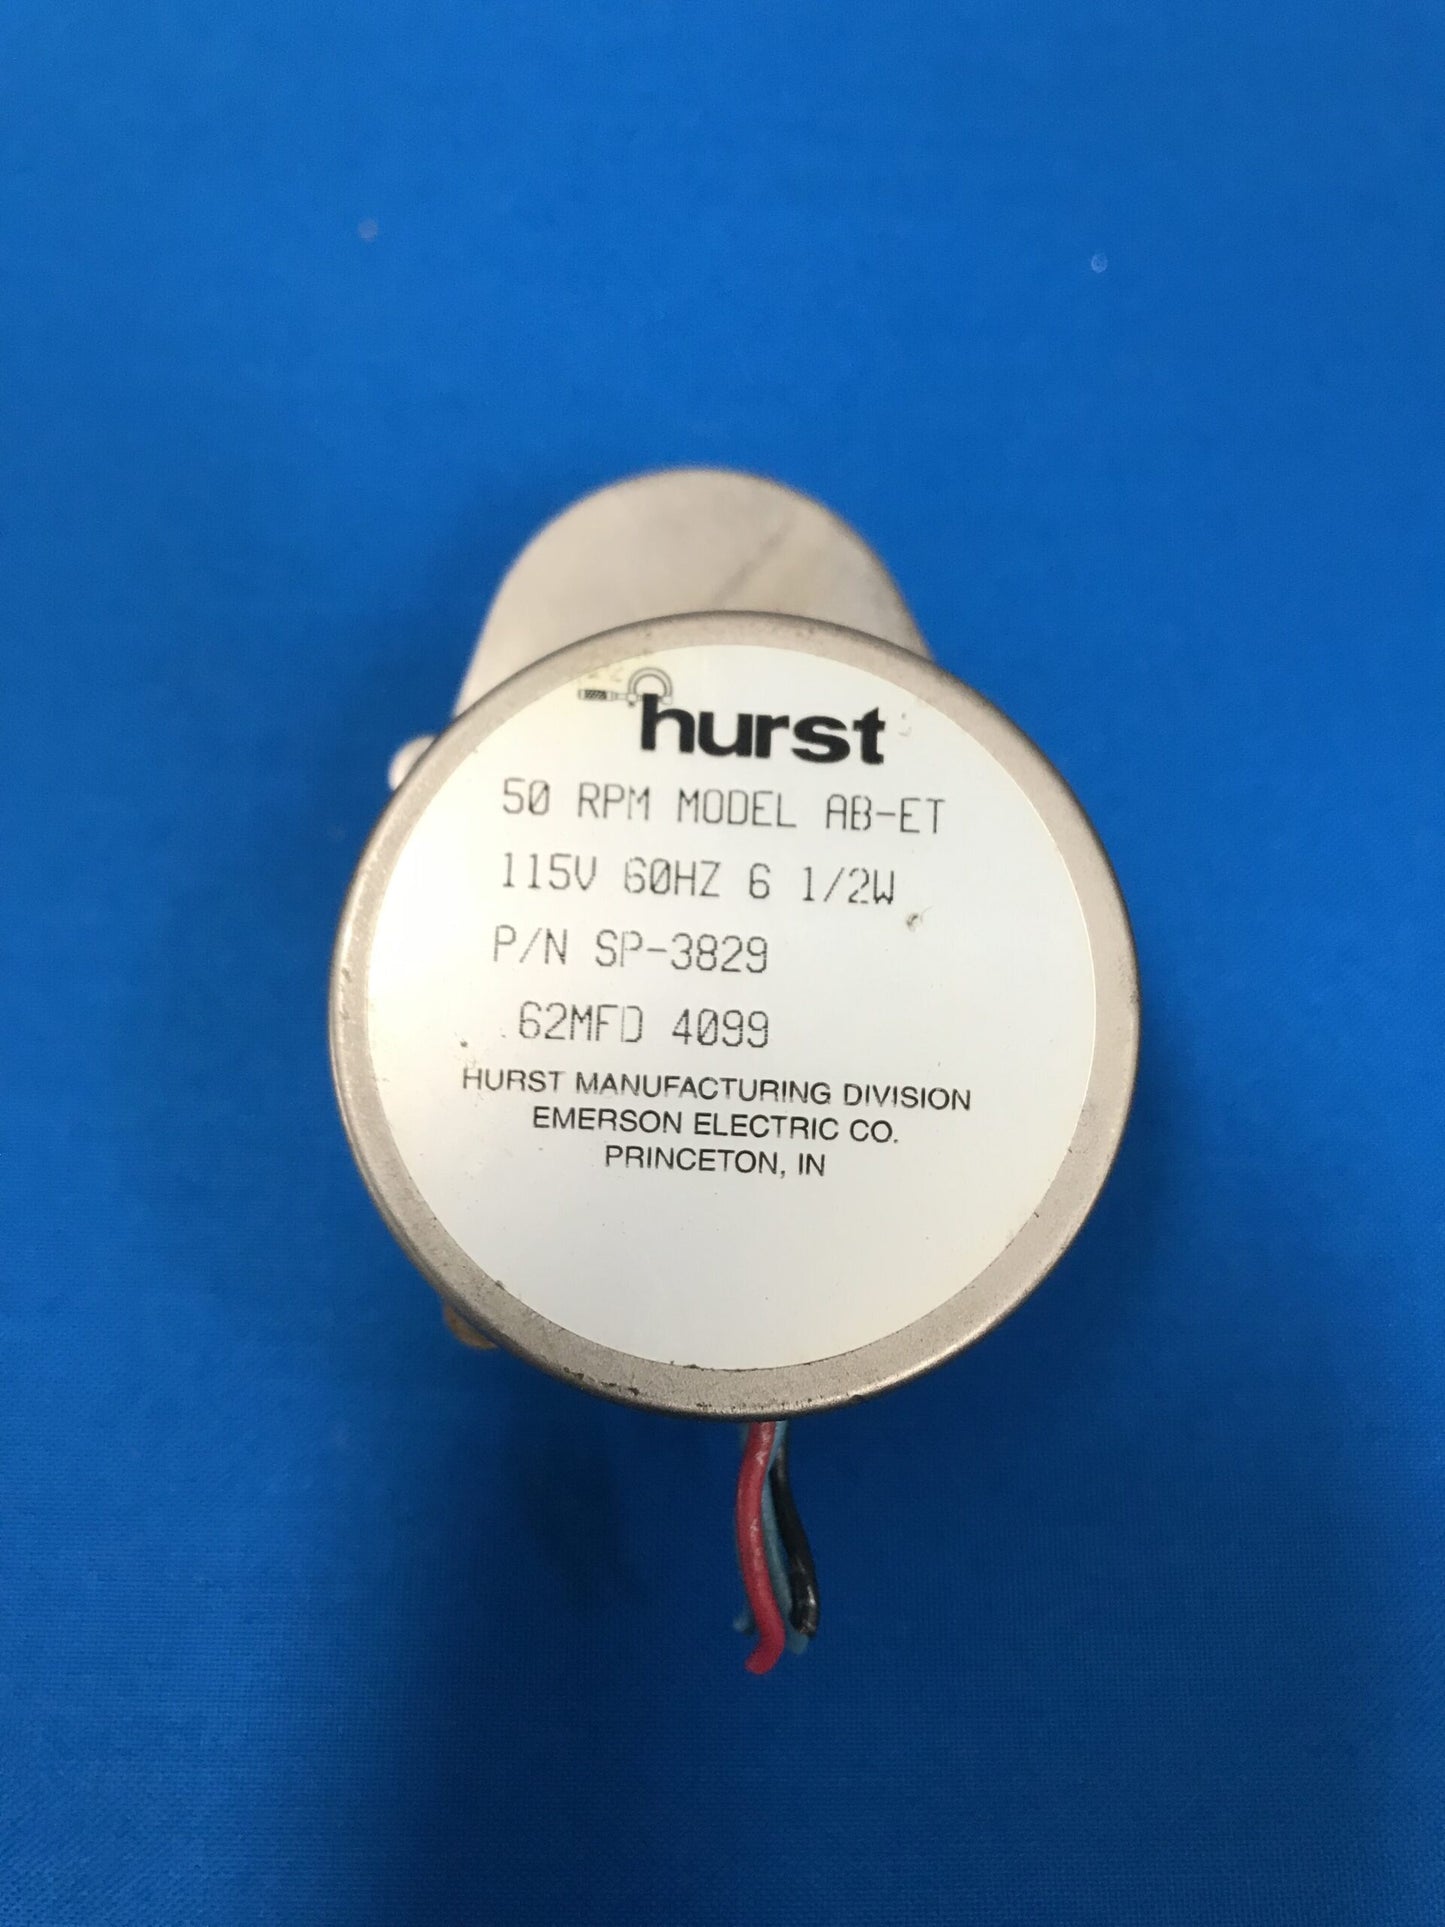 hurst
50 RPM MODEL AB-ET
115V 60HZ 6 1/2W
P/N SP-3829
.62MFD 4099
HURST MANUFACTURING DIVISION
EMERSON ELECTRIC CO.
PRINCETON, IN